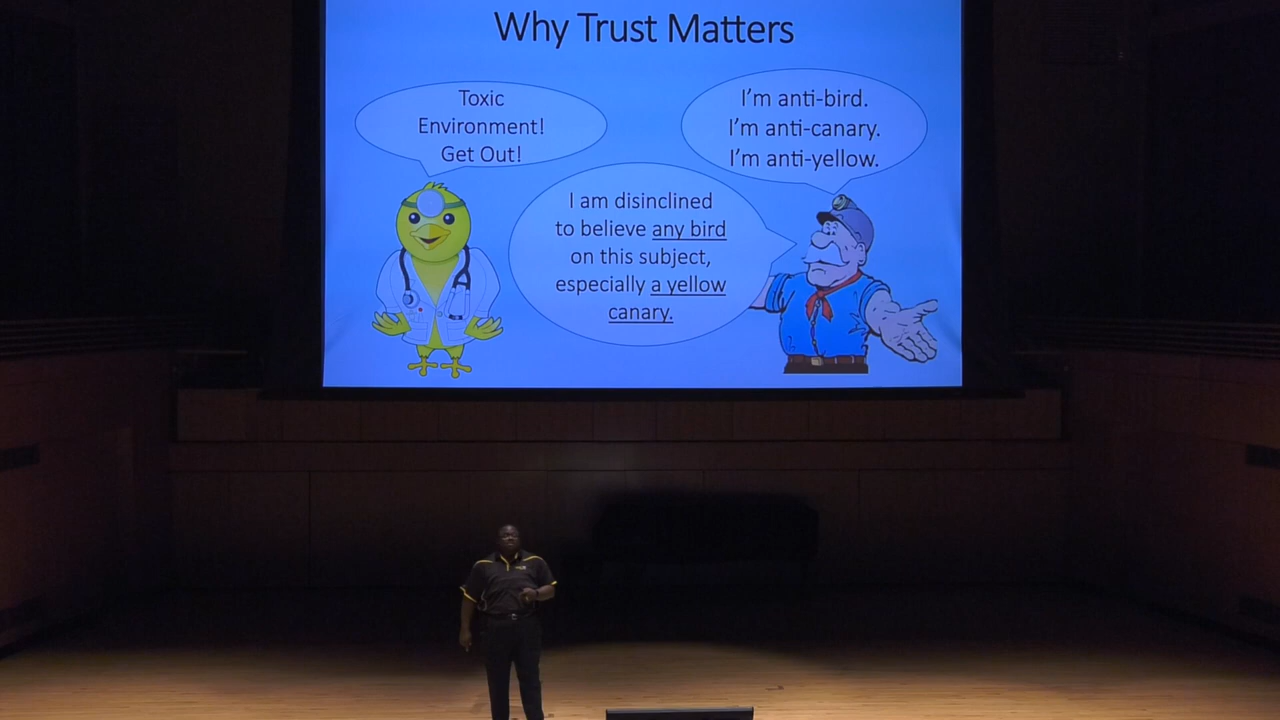 Why Trust Matters
Toxic
Environment!
Get Out!
I'm anti-bird.
I'm anti-canary.
I'm anti-yellow.
I am disinclined
to believe any bird
on this subject,
especially a yellow
canary.